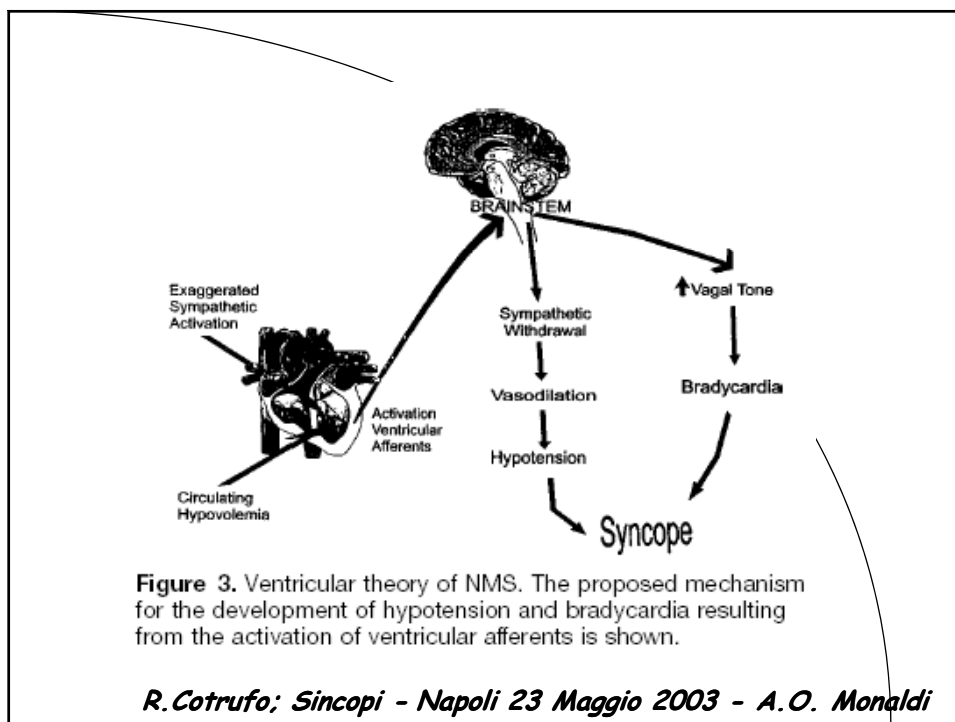 BRAINSTEM
Exaggerated
Sympathetic
Activation
Activation
Ventricular
Afferents
Circulating
Hypovolemia
Sympathetic
Withdrawal
Vasodilation
Hypotension
↑Vagal Tone
Bradycardia
Syncope
Figure 3. Ventricular theory of NMS. The proposed mechanism
for the development of hypotension and bradycardia resulting
from the activation of ventricular afferents is shown.
R.Cotrufo; Sincopi - Napoli 23 Maggio 2003 - A.O. Monaldi